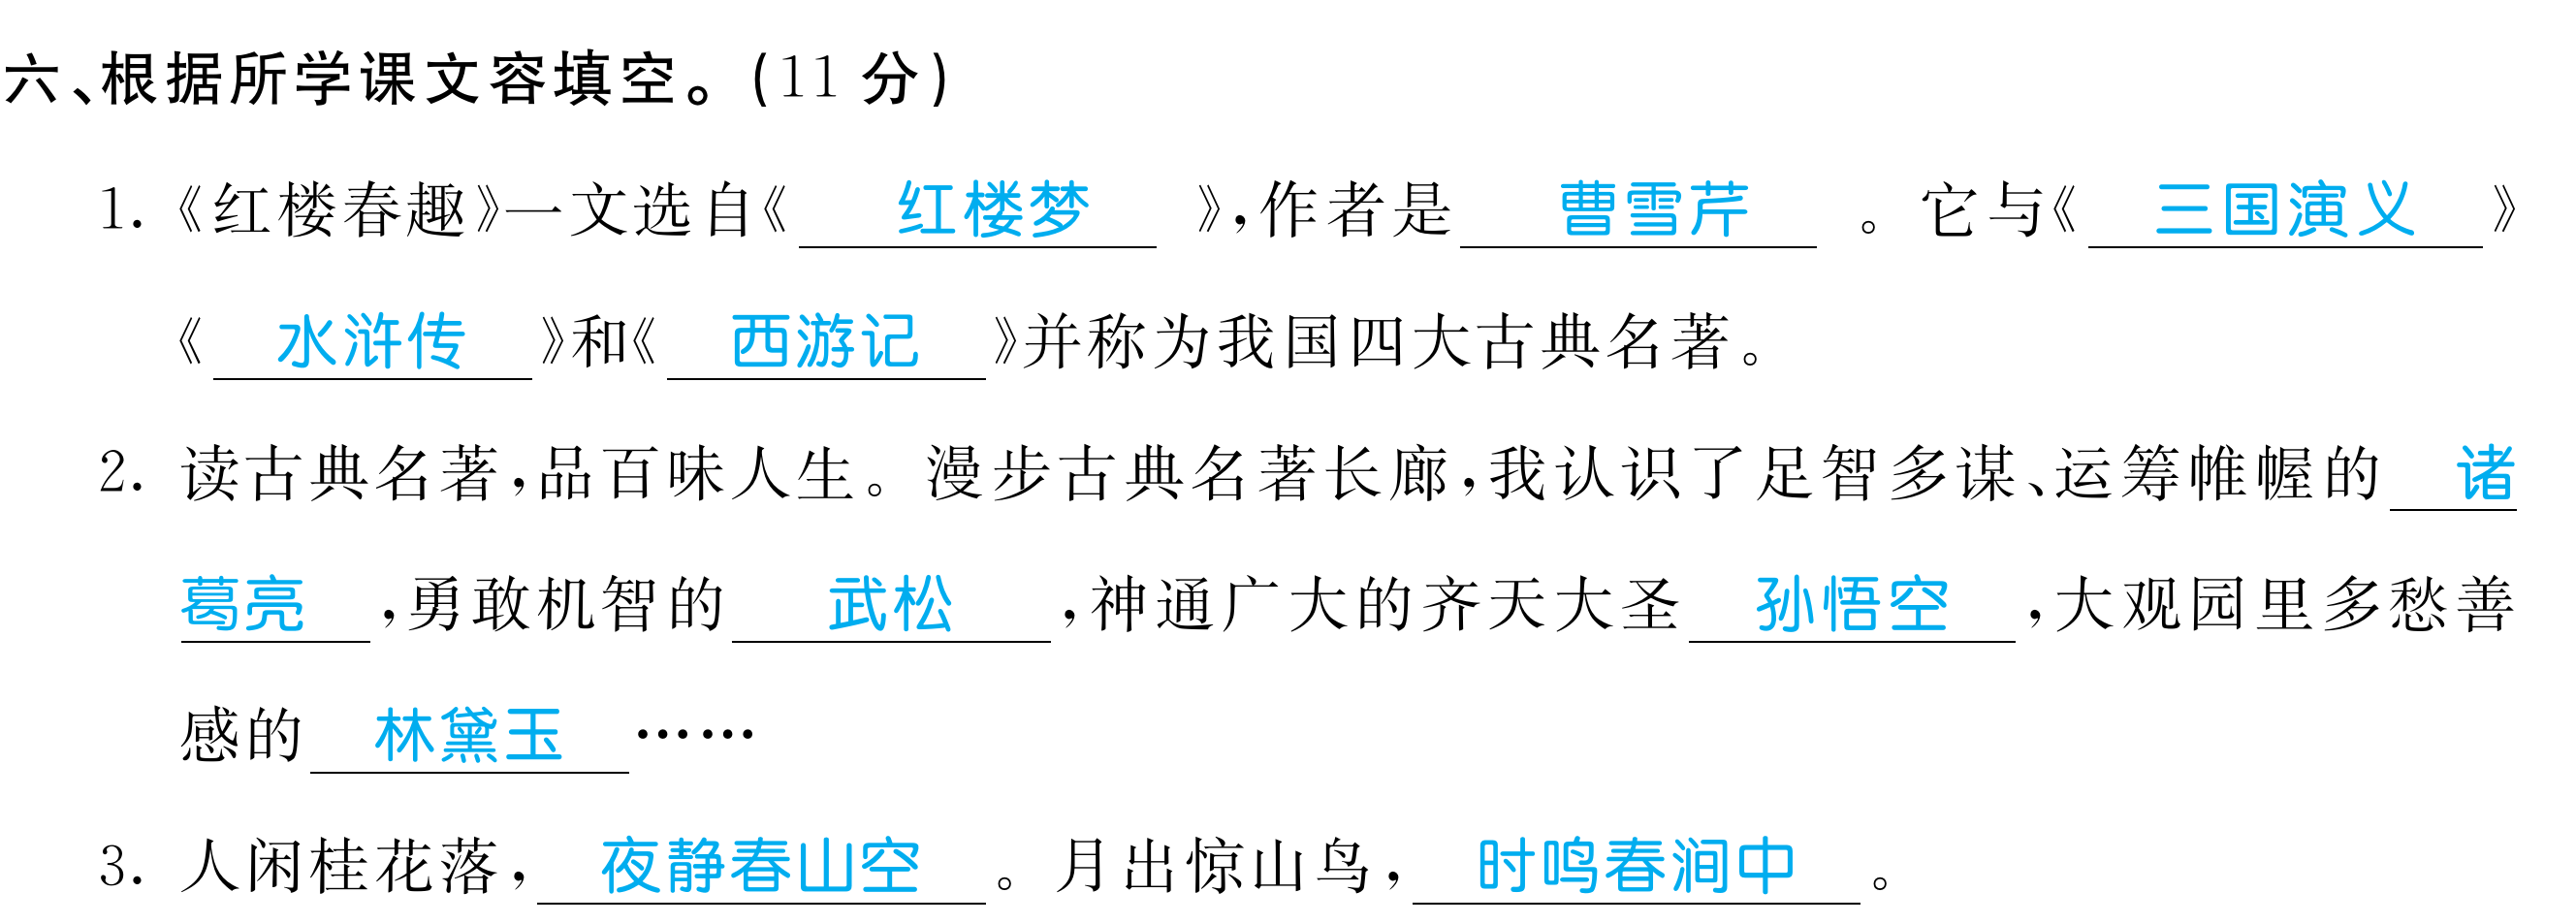 六、根据所学课文容填空。(11 分)
1.《红楼春趣》一文选自《 红楼梦 》,作者是 曹雪芹 。它与《 三国演义 》
《 水浒传 》和《 西游记 》并称为我国四大古典名著。
2. 读古典名著,品百味人生。漫步古典名著长廊,我认识了足智多谋、运筹帷幄的 诸
葛亮 ,勇敢机智的 武松 ,神通广大的齐天大圣 孙悟空 ,大观园里多愁善
感的 林黛玉 ……
3. 人闲桂花落, 夜静春山空 。月出惊山鸟, 时鸣春涧中 。